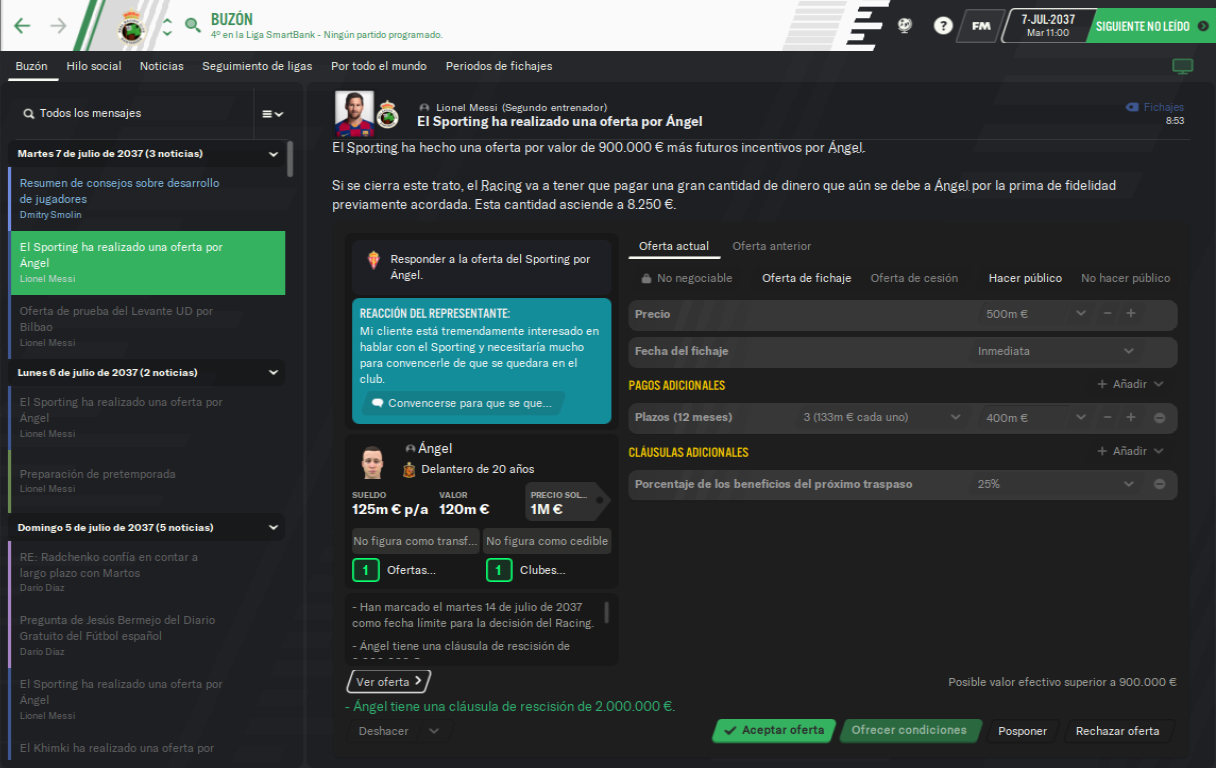 BUZÓN
4º en la Liga SmartBank - Ningún partido programado.
?
FM
7-JUL-2037
Mar 11:00
SIGUIENTE NO LEÍDO
Buzón
Hilo social
Noticias
Seguimiento de ligas
Por todo el mundo
Periodos de fichajes
Todos los mensajes
Martes 7 de julio de 2037 (3 noticias)
Resumen de consejos sobre desarrollo
de jugadores
Dmitry Smolin
El Sporting ha realizado una oferta por
Ángel
Lionel Messi
Oferta de prueba del Levante UD por
Bilbao
Lionel Messi
Lunes 6 de julio de 2037 (2 noticias)
El Sporting ha realizado una oferta por
Ángel
Lionel Messi
Preparación de pretemporada
Lionel Messi
Domingo 5 de julio de 2037 (5 noticias)
RE: Radchenko confía en contar a
largo plazo con Martos
Dario Díaz
Pregunta de Jesús Bermejo del Diario
Gratuito del Fútbol español
Dario Díaz
El Sporting ha realizado una oferta por
Ángel
Lionel Messi
El Khimki ha realizado una oferta por
Lionel Messi (Segundo entrenador)
El Sporting ha realizado una oferta por Ángel
Fichajes
8:53
El Sporting ha hecho una oferta por valor de 900.000 € más futuros incentivos por Ángel.
Si se cierra este trato, el Racing va a tener que pagar una gran cantidad de dinero que aún se debe a Ángel por la prima de fidelidad
previamente acordada. Esta cantidad asciende a 8.250 €.
Responder a la oferta del Sporting por
Ángel.
REACCIÓN DEL REPRESENTANTE:
Mi cliente está tremendamente interesado en
hablar con el Sporting y necesitaría mucho
para convencerle de que se quedara en el
club.
Convencerse para que se que...
Ángel
Delantero de 20 años
SUELDO
125m € p/a
VALOR
120m €
PRECIO SOL...
1M €
No figura como transf...
No figura como cedible
1
Ofertas...
1
Clubes...
- Han marcado el martes 14 de julio de 2037
como fecha límite para la decisión del Racing.
- Ángel tiene una cláusula de rescisión de
Oferta actual
Oferta anterior
No negociable
Oferta de fichaje
Oferta de cesión
Hacer público
No hacer público
Precio
500m €
Fecha del fichaje
Inmediata
PAGOS ADICIONALES
+ Añadir
Plazos (12 meses)
3 (133m € cada uno)
400m €
CLÁUSULAS ADICIONALES
+ Añadir
Porcentaje de los beneficios del próximo traspaso
25%
Ver oferta
Posible valor efectivo superior a 900.000 €
- Ángel tiene una cláusula de rescisión de 2.000.000 €.
Deshacer
Aceptar oferta
Ofrecer condiciones
Posponer
Rechazar oferta